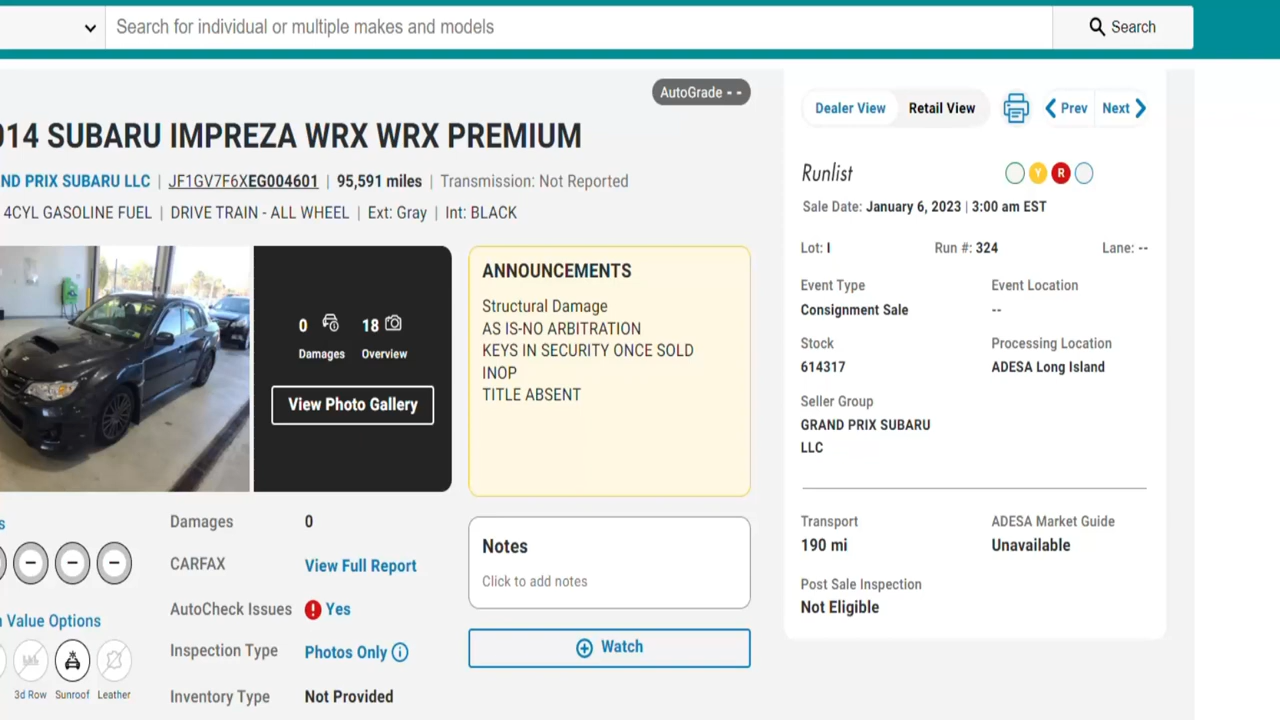 Search for individual or multiple makes and models
Search
AutoGrade - -
014 SUBARU IMPREZA WRX WRX PREMIUM
ND PRIX SUBARU LLC | JF1GV7F6XEG004601 | 95,591 miles | Transmission: Not Reported
4CYL GASOLINE FUEL | DRIVE TRAIN - ALL WHEEL | Ext: Gray | Int: BLACK
0
18
Damages
Overview
View Photo Gallery
ANNOUNCEMENTS
Structural Damage
AS IS-NO ARBITRATION
KEYS IN SECURITY ONCE SOLD
INOP
TITLE ABSENT
s
Value Options
3d Row
Sunroof
Leather
Damages 0
CARFAX View Full Report
AutoCheck Issues Yes
Inspection Type Photos Only
Inventory Type Not Provided
Notes
Click to add notes
Watch
Dealer View
Retail View
Prev
Next
Runlist
Y
R
Sale Date: January 6, 2023 | 3:00 am EST
Lot: I
Run #: 324
Lane: --
Event Type
Consignment Sale
Event Location
--
Stock
614317
Processing Location
ADESA Long Island
Seller Group
GRAND PRIX SUBARU
LLC
Transport
190 mi
ADESA Market Guide
Unavailable
Post Sale Inspection
Not Eligible